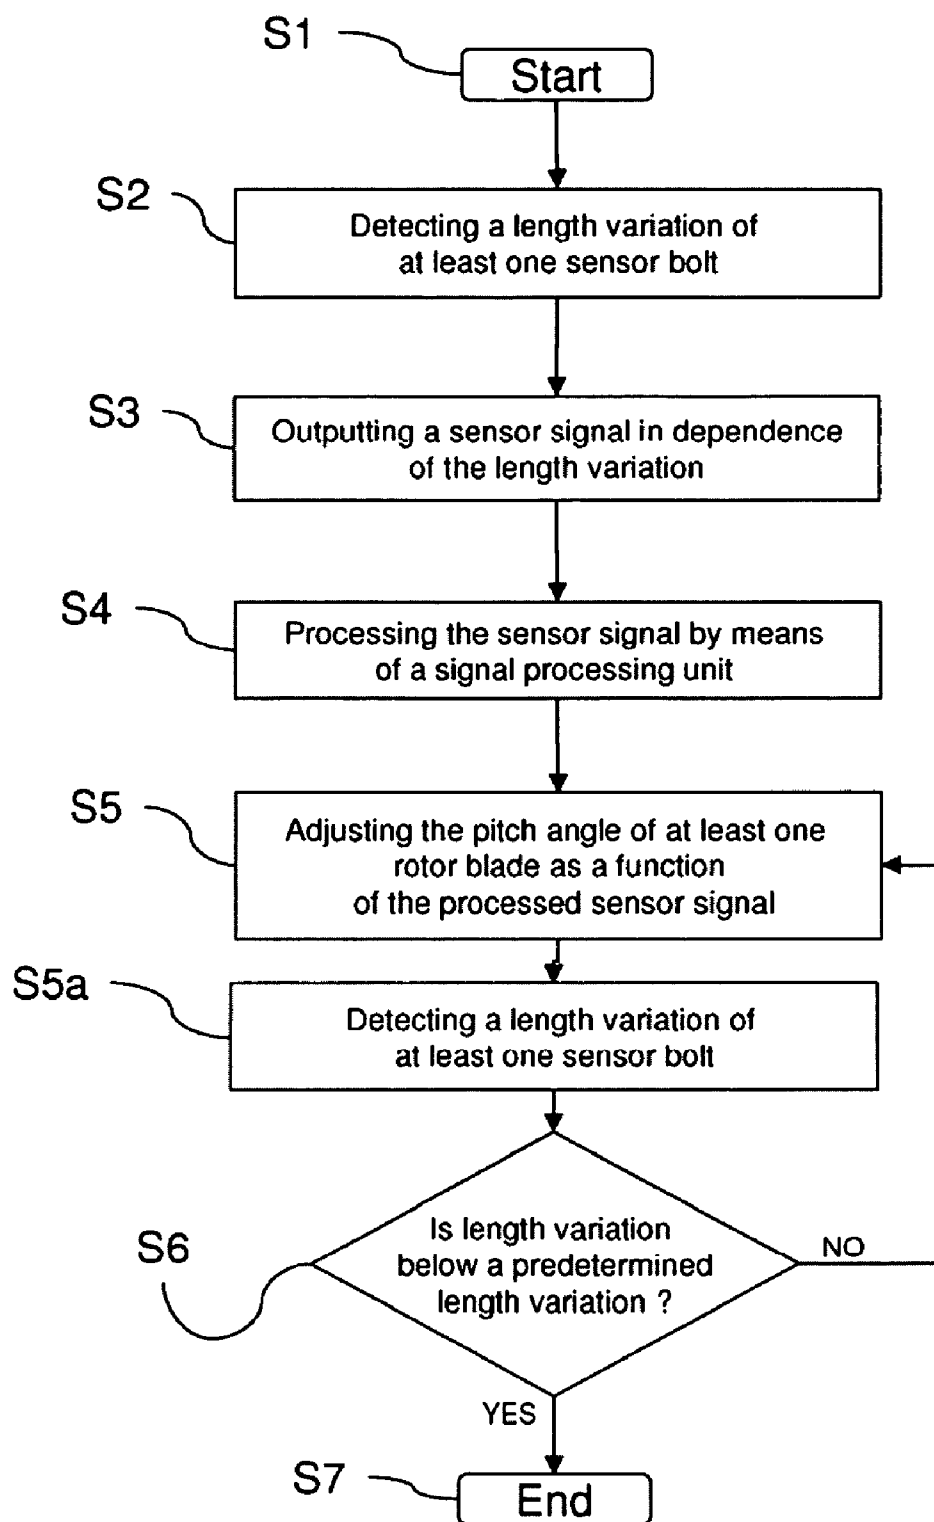 S1
Start
S2
Detecting a length variation of
at least one sensor bolt
S3
Outputting a sensor signal in dependence
of the length variation
S4
Processing the sensor signal by means
of a signal processing unit
S5
Adjusting the pitch angle of at least one
rotor blade as a function
of the processed sensor signal
S5a
Detecting a length variation of
at least one sensor bolt
S6
Is length variation
below a predetermined
length variation ?
NO
YES
S7
End